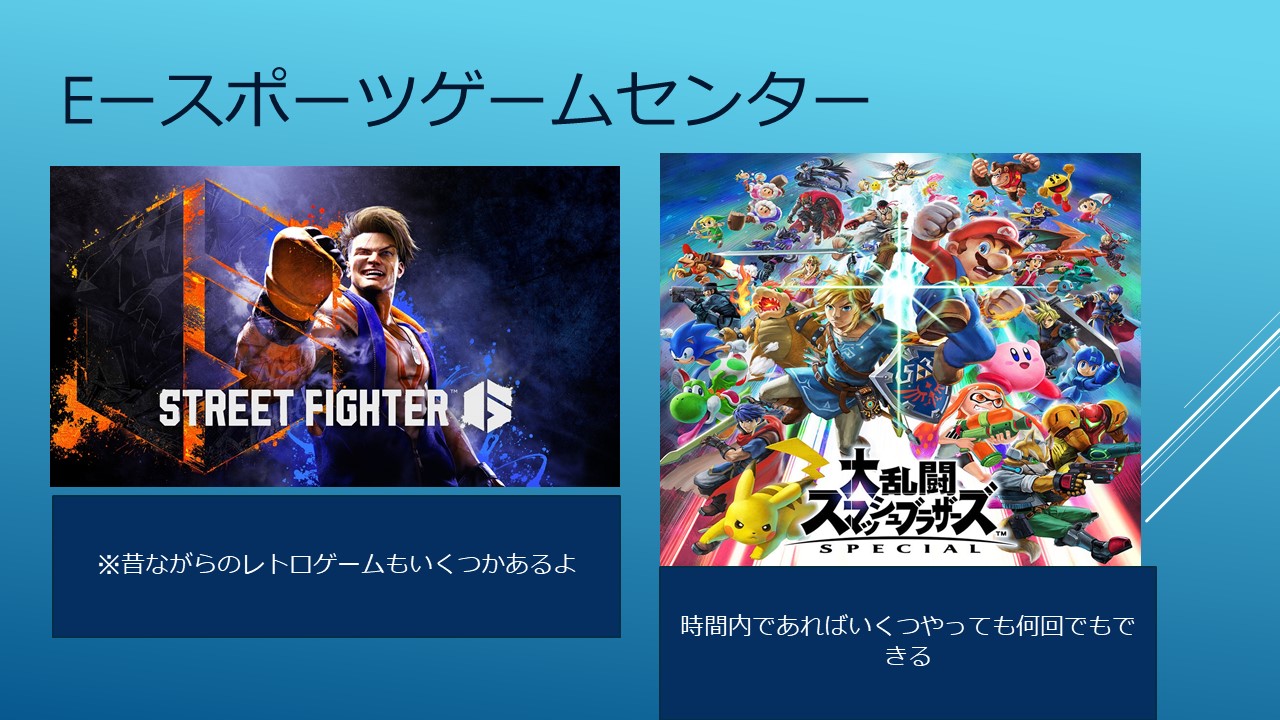 Eースポーツゲームセンター
STREET FIGHTER™ 6
※昔ながらのレトロゲームもいくつかあるよ
大乱闘
スマッシュブラザーズ™
SPECIAL
時間内であればいくつやっても何回でもで
きる